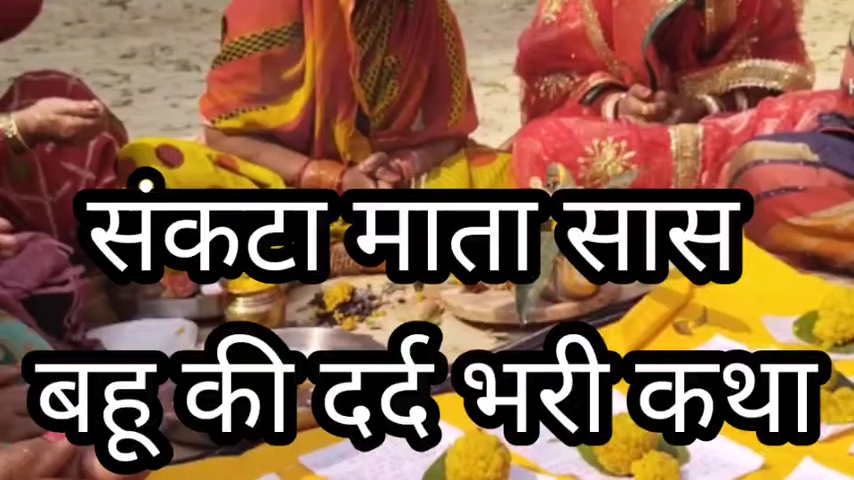 संकटा माता सास
बहू की दर्द भरी कथा